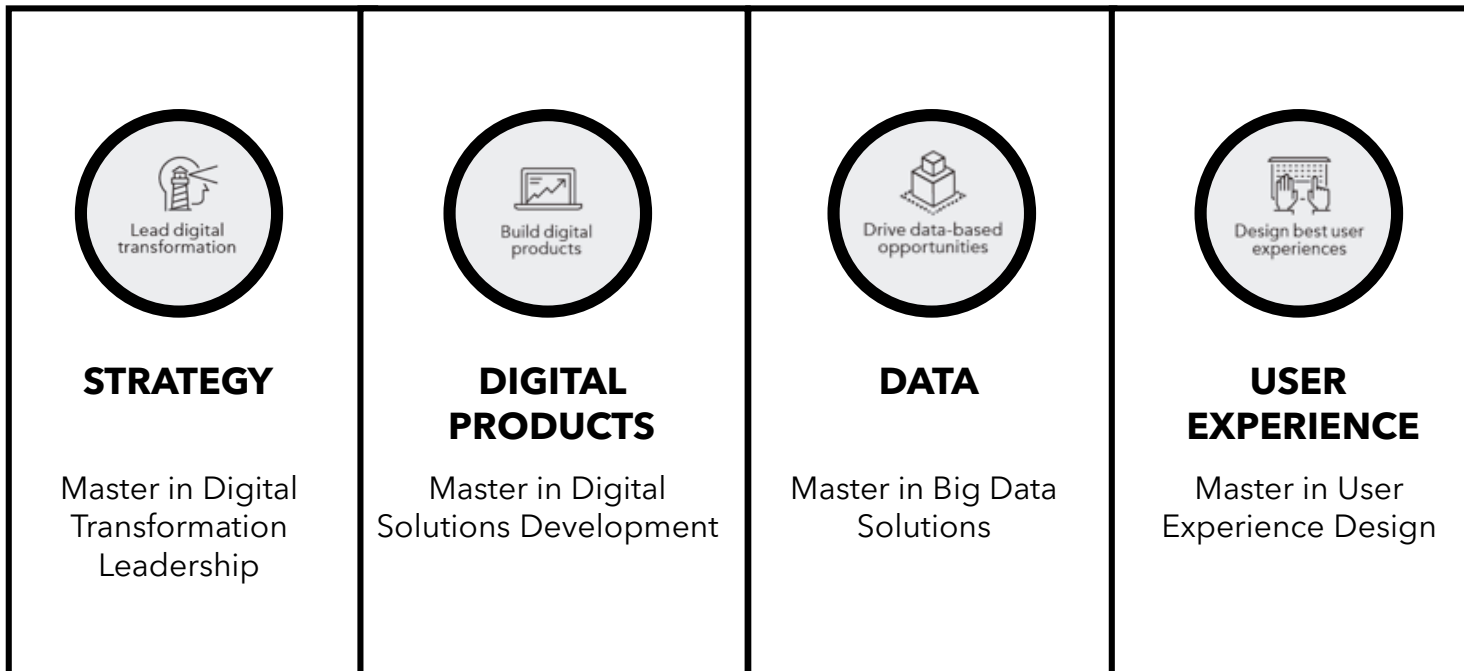 Lead digital
transformation
STRATEGY
Master in Digital
Transformation
Leadership
Build digital
products
DIGITAL
PRODUCTS
Master in Digital
Solutions Development
Drive data-based
opportunities
DATA
Master in Big Data
Solutions
Design best user
experiences
USER
EXPERIENCE
Master in User
Experience Design